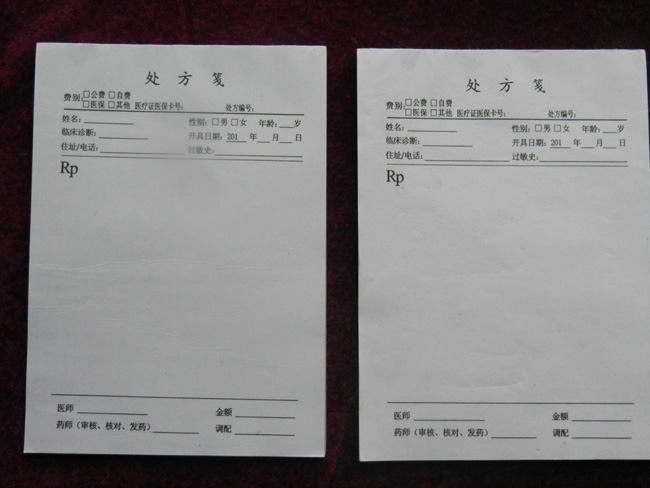 处方笺
费别:□公费 □自费
□医保 □其他 医疗证医保卡号: 处方编号:
姓名: 性别:□男□女 年龄: 岁
临床诊断: 开具日期:201 年 月 日
住址/电话: 过敏史:
Rp
医师 金额
药师(审核、核对、发药) 调配
处方笺
费别:□公费 □自费
□医保 □其他 医疗证医保卡号: 处方编号:
姓名: 性别:□男□女 年龄: 岁
临床诊断: 开具日期:201 年 月 日
住址/电话: 过敏史:
Rp
医师 金额
药师(审核、核对、发药) 调配